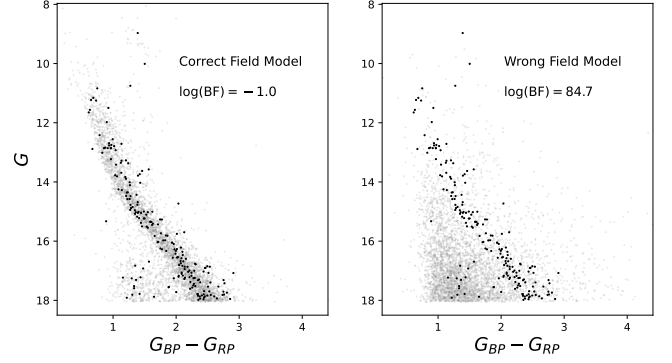 8
10
12
14
16
18
G
1 2 3 4
G_BP − G_RP
Correct Field Model
log(BF) = −1.0
8
10
12
14
16
18
1 2 3 4
G_BP − G_RP
Wrong Field Model
log(BF) = 84.7